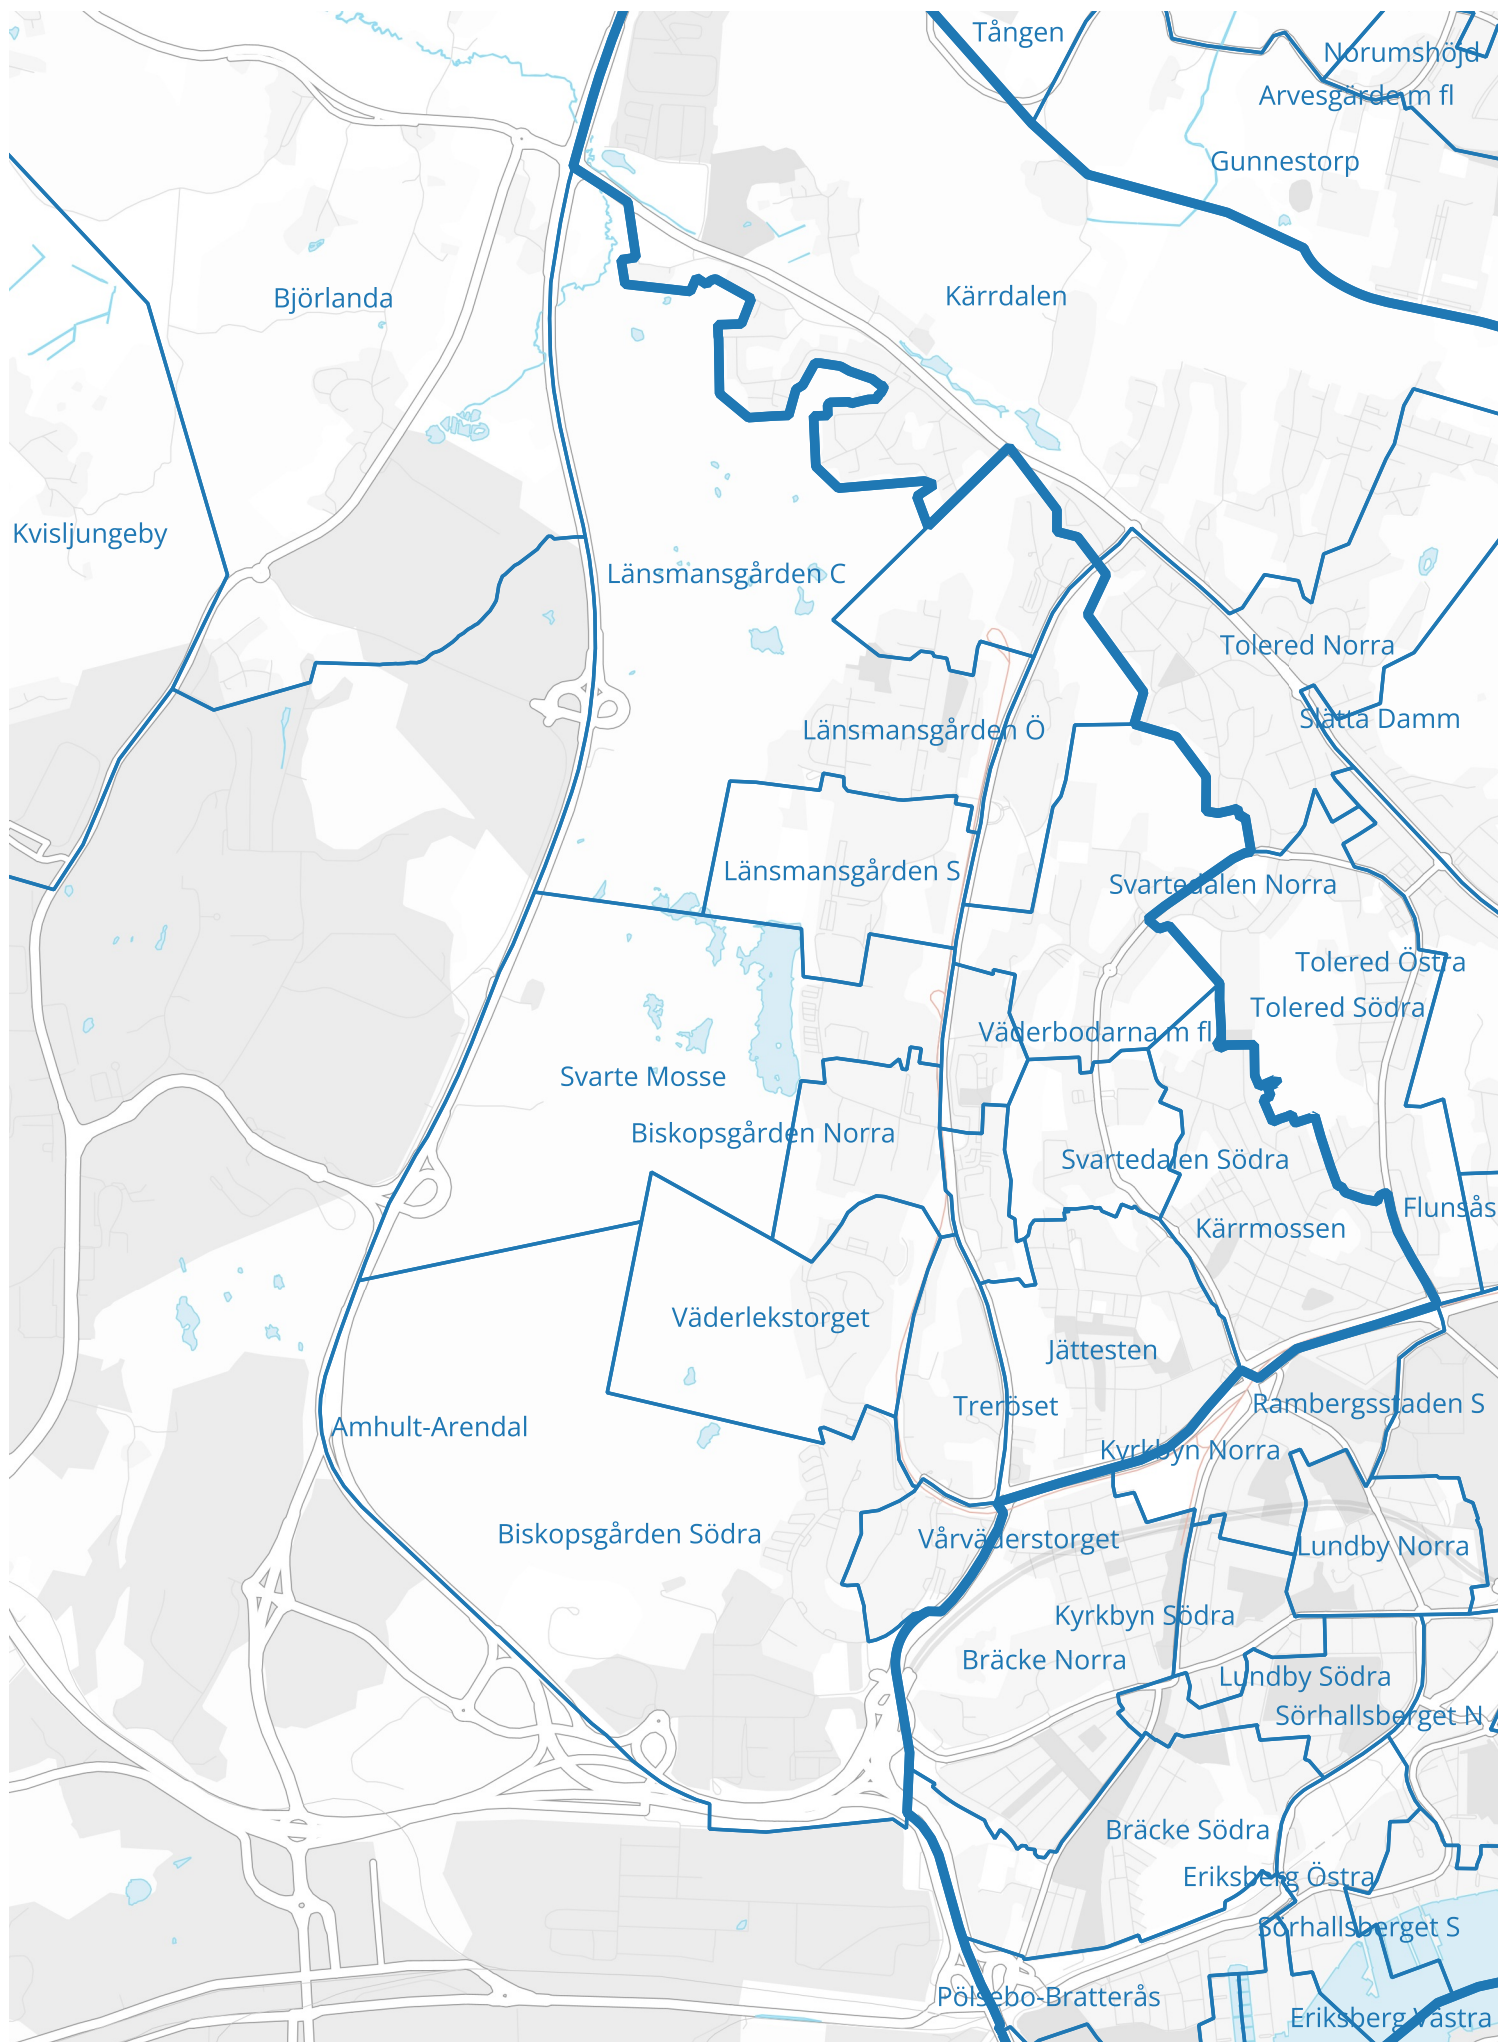 Tången
Norumshöjd
Arvesgärde m fl
Gunnestorp
Björlanda
Kärrdalen
Kvisljungeby
Länsmansgården C
Tolered Norra
Slätta Damm
Länsmansgården Ö
Länsmansgården S
Svartedalen Norra
Tolered Östra
Tolered Södra
Väderbodarna m fl
Svarte Mosse
Biskopsgården Norra
Svartedalen Södra
Flunsås
Kärrmossen
Väderlekstorget
Jättesten
Treröset
Rambergsstaden S
Amhult-Arendal
Kyrkbyn Norra
Biskopsgården Södra
Vårväderstorget
Lundby Norra
Kyrkbyn Södra
Bräcke Norra
Lundby Södra
Sörhallsberget N
Bräcke Södra
Eriksberg Östra
Sörhallsberget S
Pölsebo-Bratterås
Eriksberg Västra